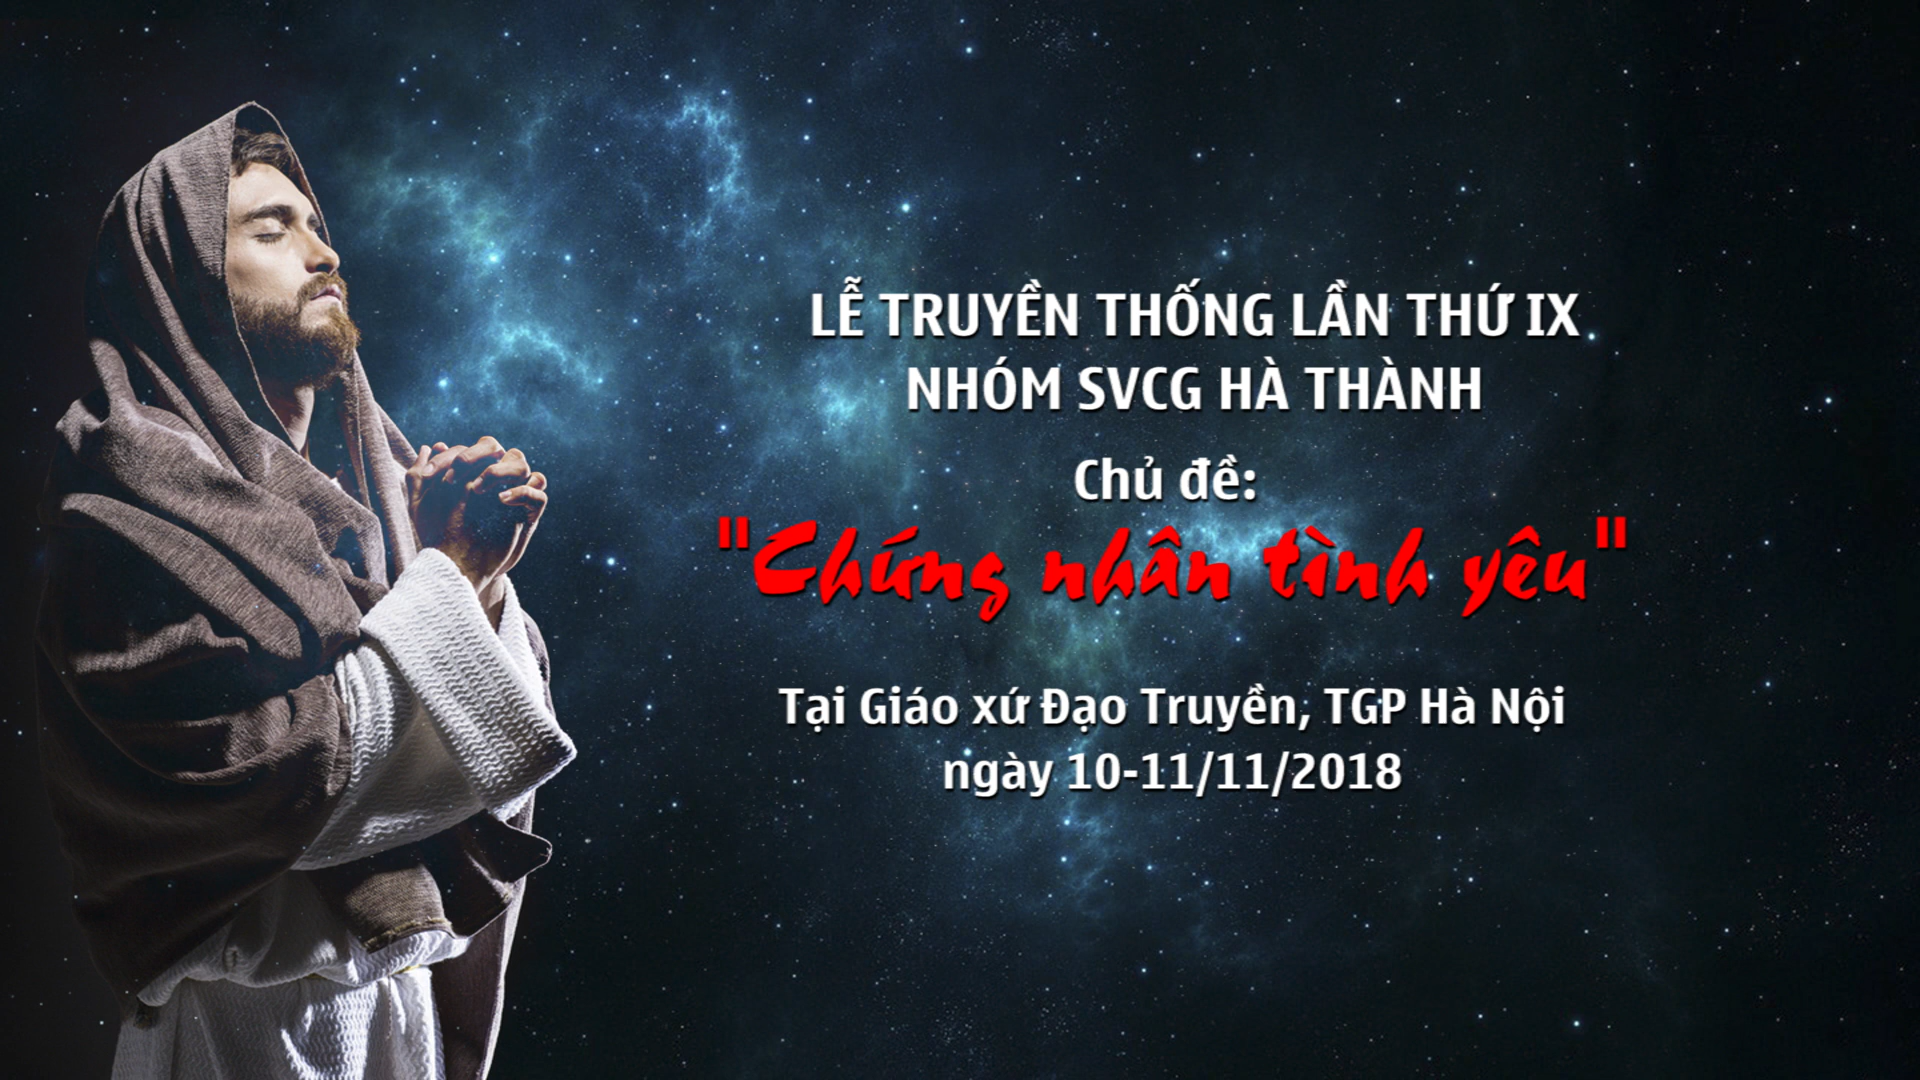 LỄ TRUYỀN THỐNG LẦN THỨ IX
NHÓM SVCG HÀ THÀNH
Chủ đề:
"Chứng nhân tình yêu"
Tại Giáo xứ Đạo Truyền, TGP Hà Nội
ngày 10-11/11/2018